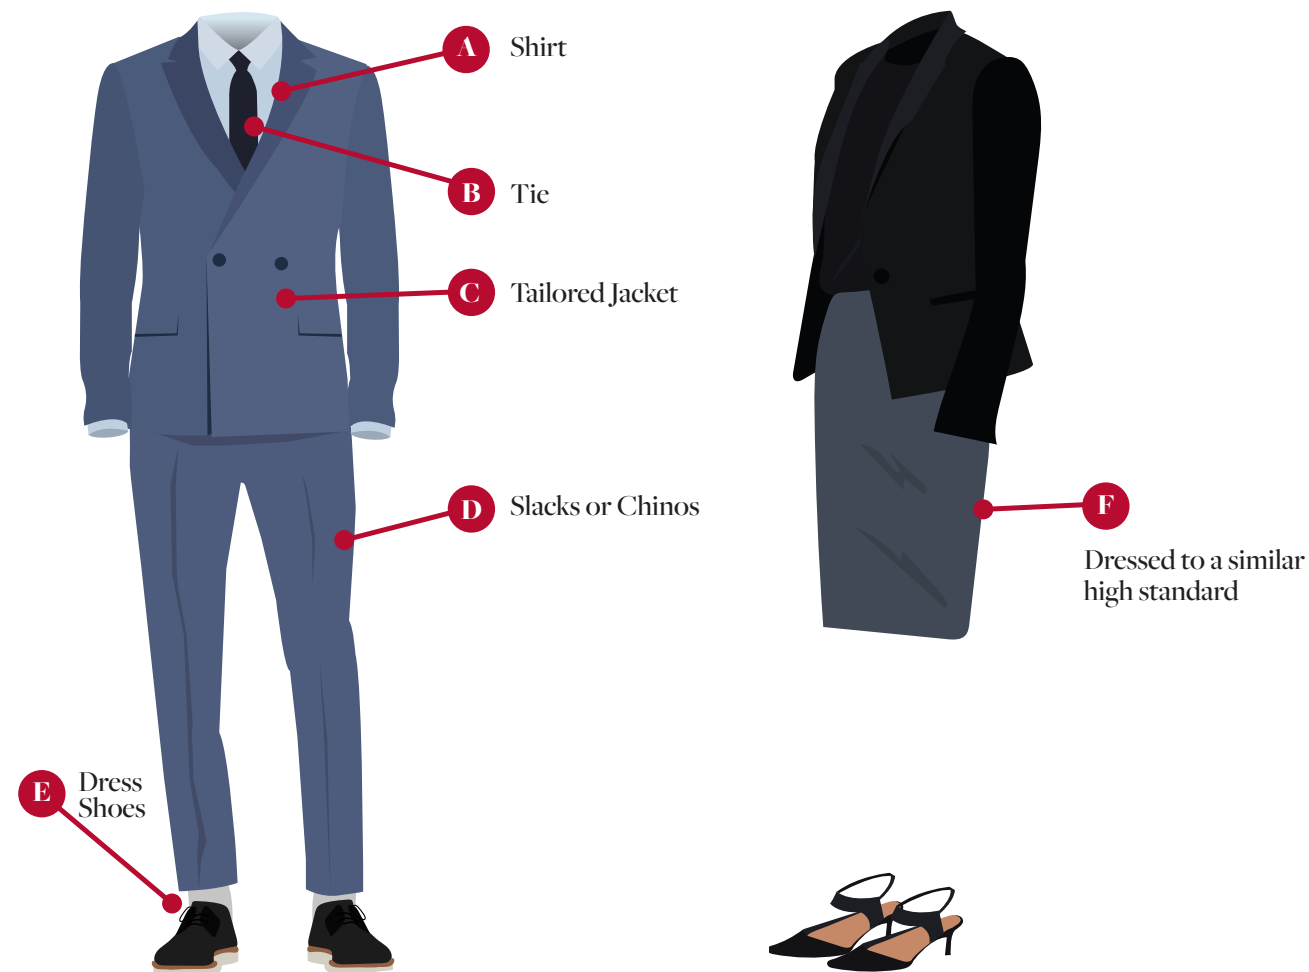 A Shirt
B Tie
C Tailored Jacket
D Slacks or Chinos
F
Dressed to a similar
high standard
E Dress
Shoes